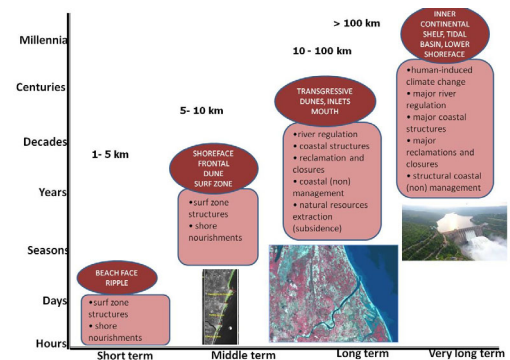 Millennia
Centuries
Decades
Years
Seasons
Days
Hours
Short term
Middle term
Long term
Very long term
1- 5 km
BEACH FACE
RIPPLE
•surf zone
structures
• shore
nourishments
5- 10 km
SHOREFACE
FRONTAL
DUNE
SURF ZONE
•surf zone
structures
• shore
nourishments
10 - 100 km
TRANSGRESSIVE
DUNES, INLETS
MOUTH
•river regulation
• coastal structures
• reclamation and
closures
• coastal (non)
management
• natural resources
extraction
(subsidence)
> 100 km
INNER
CONTINENTAL
SHELF, TIDAL
BASIN, LOWER
SHOREFACE
•human-induced
climate change
• major river
regulation
• major coastal
structures
• major
reclamations and
closures
• structural coastal
(non) management